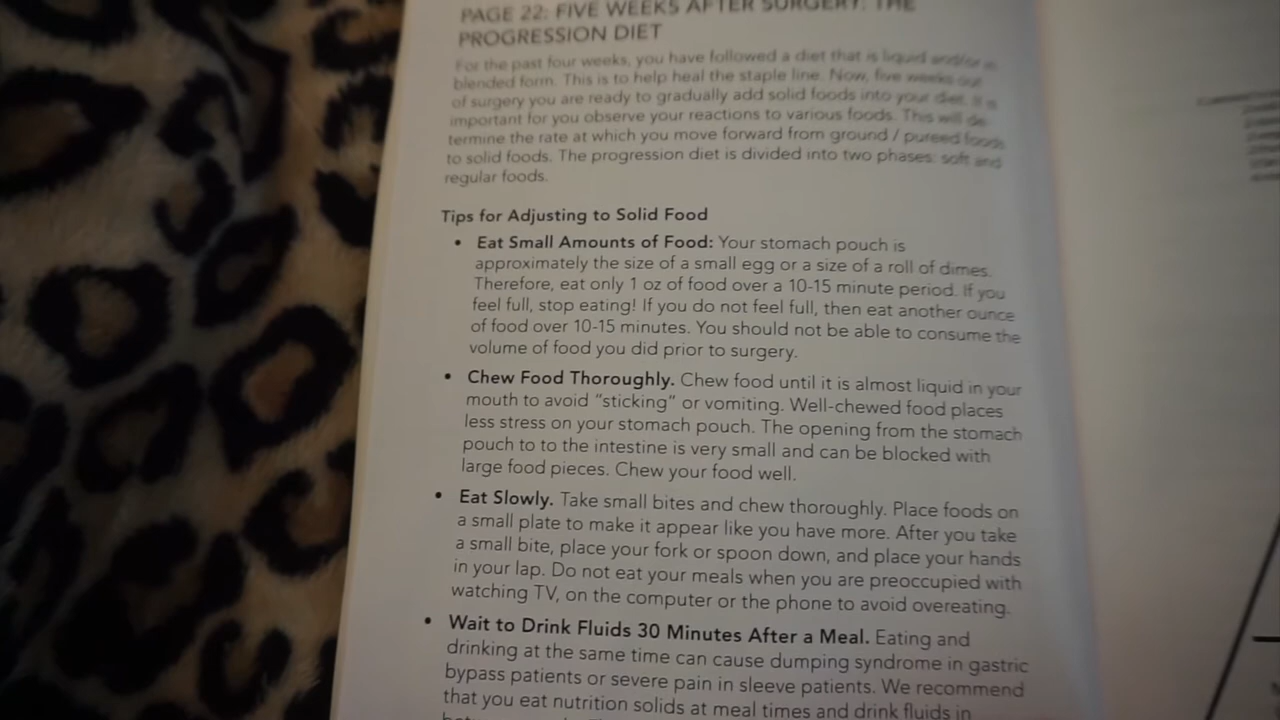 PAGE 22: FIVE WEEKS AFTER SURGERY: THE
PROGRESSION DIET
For the past four weeks, you have followed a diet that is liquid and/or in
blended form. This is to help heal the staple line. Now, five weeks out
of surgery you are ready to gradually add solid foods into your diet. It is
important for you observe your reactions to various foods. This will de-
termine the rate at which you move forward from ground / pureed foods
to solid foods. The progression diet is divided into two phases: soft and
regular foods.
Tips for Adjusting to Solid Food
• Eat Small Amounts of Food: Your stomach pouch is
approximately the size of a small egg or a size of a roll of dimes.
Therefore, eat only 1 oz of food over a 10-15 minute period. If you
feel full, stop eating! If you do not feel full, then eat another ounce
of food over 10-15 minutes. You should not be able to consume the
volume of food you did prior to surgery.
• Chew Food Thoroughly. Chew food until it is almost liquid in your
mouth to avoid “sticking” or vomiting. Well-chewed food places
less stress on your stomach pouch. The opening from the stomach
pouch to to the intestine is very small and can be blocked with
large food pieces. Chew your food well.
• Eat Slowly. Take small bites and chew thoroughly. Place foods on
a small plate to make it appear like you have more. After you take
a small bite, place your fork or spoon down, and place your hands
in your lap. Do not eat your meals when you are preoccupied with
watching TV, on the computer or the phone to avoid overeating.
• Wait to Drink Fluids 30 Minutes After a Meal. Eating and
drinking at the same time can cause dumping syndrome in gastric
bypass patients or severe pain in sleeve patients. We recommend
that you eat nutrition solids at meal times and drink fluids in